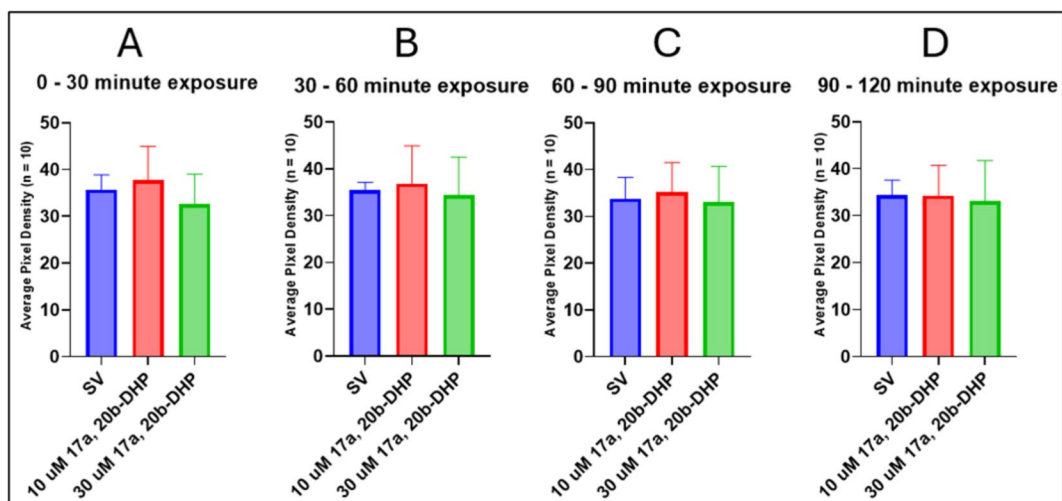 A
0 - 30 minute exposure
Average Pixel Density (n = 10)
50
40
30
20
10
0
SV
10 uM 17a, 20b-DHP
30 uM 17a, 20b-DHP
B
30 - 60 minute exposure
Average Pixel Density (n = 10)
50
40
30
20
10
0
SV
10 uM 17a, 20b-DHP
30 uM 17a, 20b-DHP
C
60 - 90 minute exposure
Average Pixel Density (n = 10)
50
40
30
20
10
0
SV
10 uM 17a, 20b-DHP
30 uM 17a, 20b-DHP
D
90 - 120 minute exposure
Average Pixel Density (n = 10)
50
40
30
20
10
0
SV
10 uM 17a, 20b-DHP
30 uM 17a, 20b-DHP